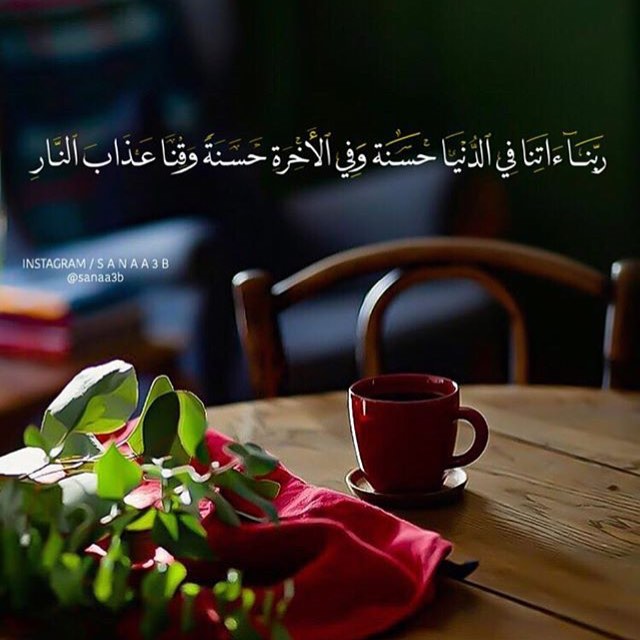 رَبَّنَآ ءَاتِنَا فِي ٱلدُّنْيَا حَسَنَة وَفِي ٱلْأَخْرَة حَسَنَةً وَقْنَا عَذَابَ ٱلنَّارِ
INSTAGRAM / S A N A A 3 B
@sanaa3b